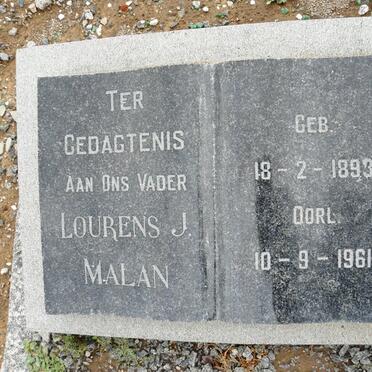 TER
GEDAGTENIS
AAN ONS VADER
LOURENS J.
MALAN
GEB.
18-2-1893
OORL.
10-9-1961